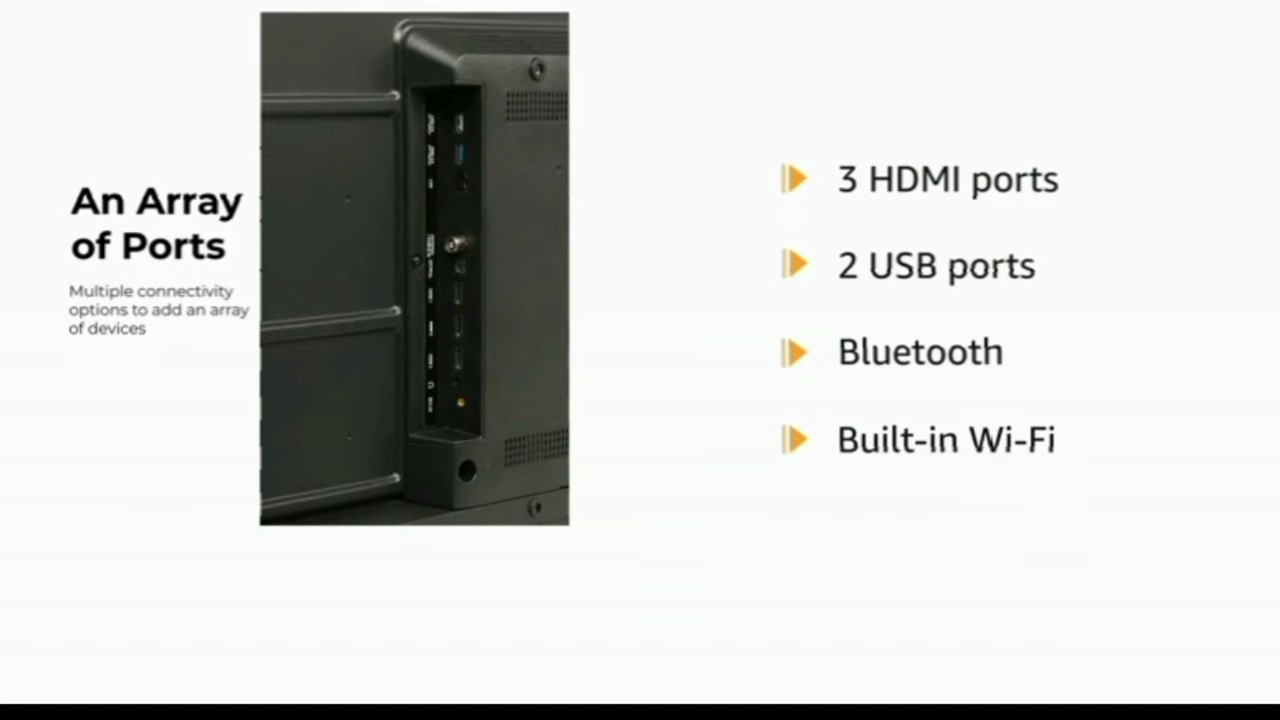 An Array
of Ports
Multiple connectivity
options to add an array
of devices
3 HDMI ports
2 USB ports
Bluetooth
Built-in Wi-Fi